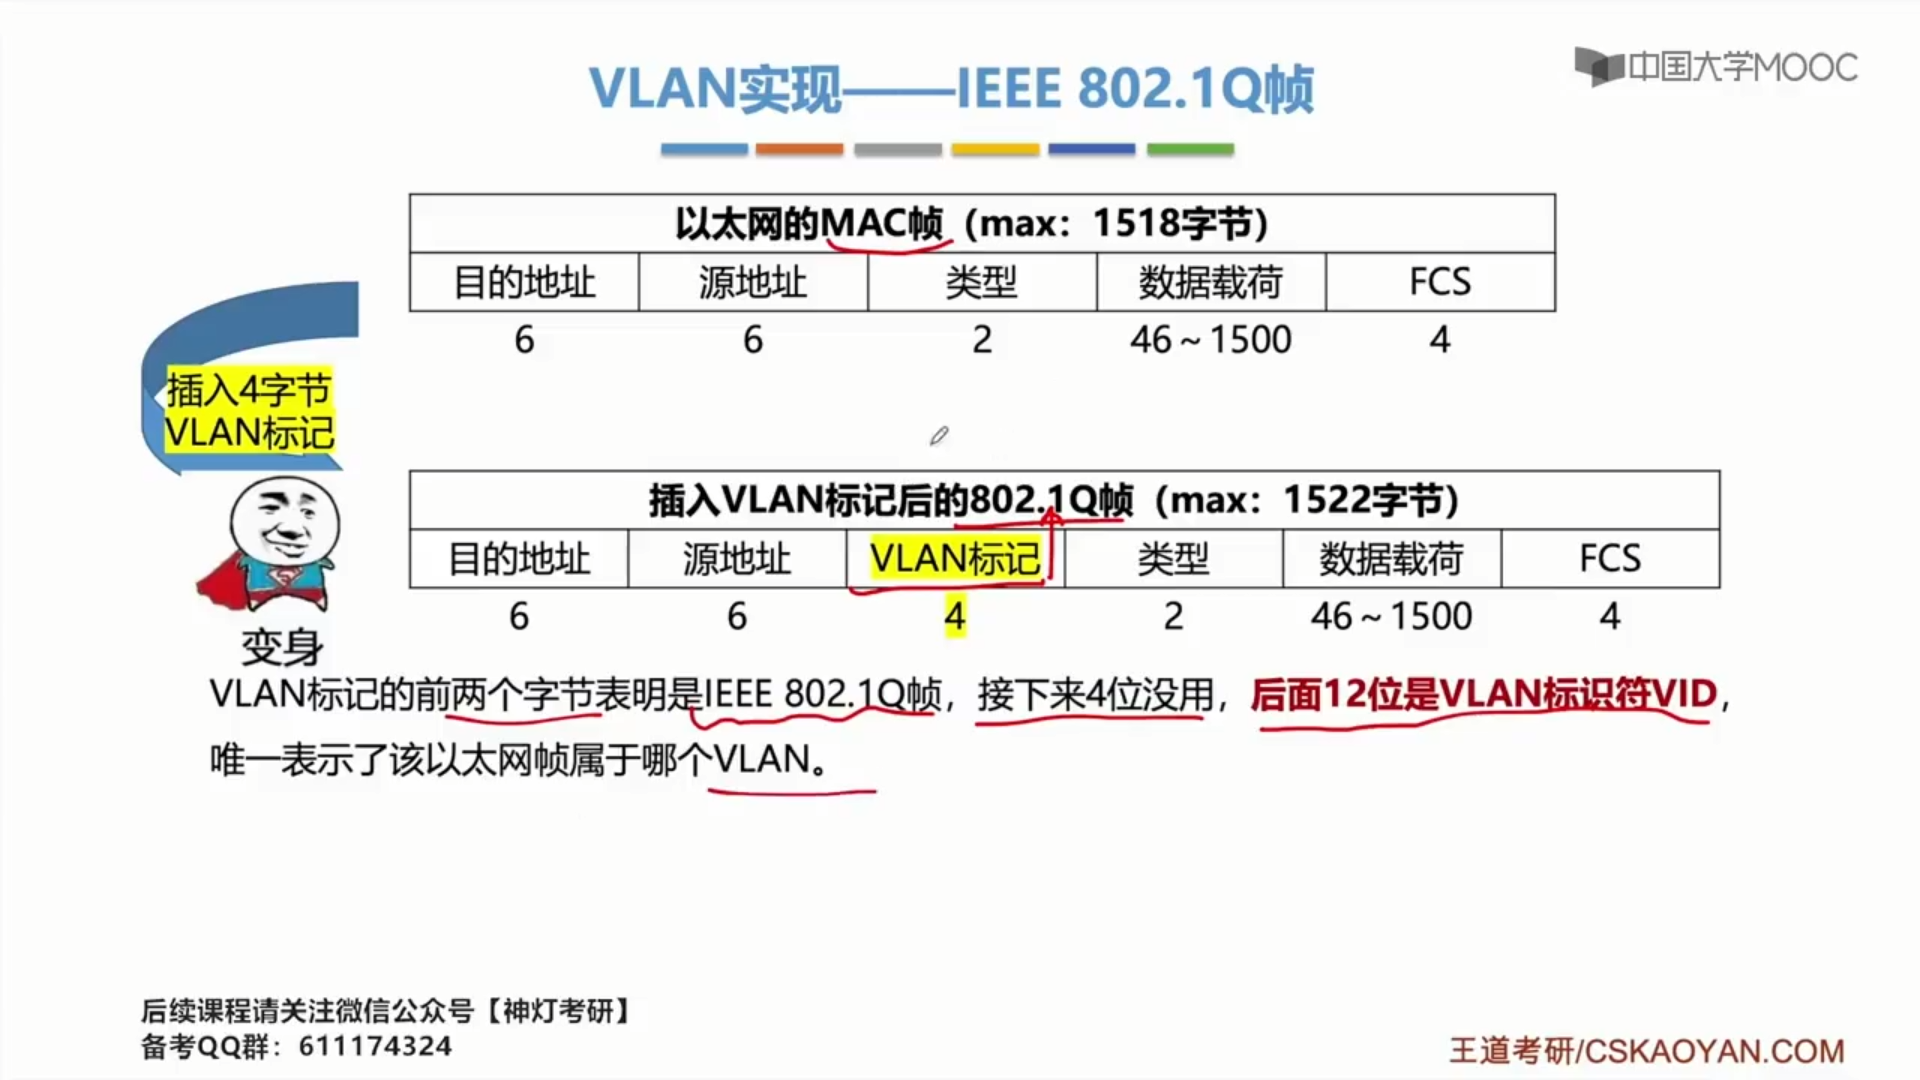 VLAN实现——IEEE 802.1Q帧
中国大学MOOC
以太网的MAC帧（max：1518字节）
目的地址 源地址 类型 数据载荷 FCS
6 6 2 46～1500 4
插入4字节
VLAN标记
插入VLAN标记后的802.1Q帧（max：1522字节）
目的地址 源地址 VLAN标记 类型 数据载荷 FCS
6 6 4 2 46～1500 4
变身
VLAN标记的前两个字节表明是IEEE 802.1Q帧，接下来4位没用，后面12位是VLAN标识符VID，
唯一表示了该以太网帧属于哪个VLAN。
后续课程请关注微信公众号【神灯考研】
备考QQ群：611174324
王道考研/CSKAOYAN.COM